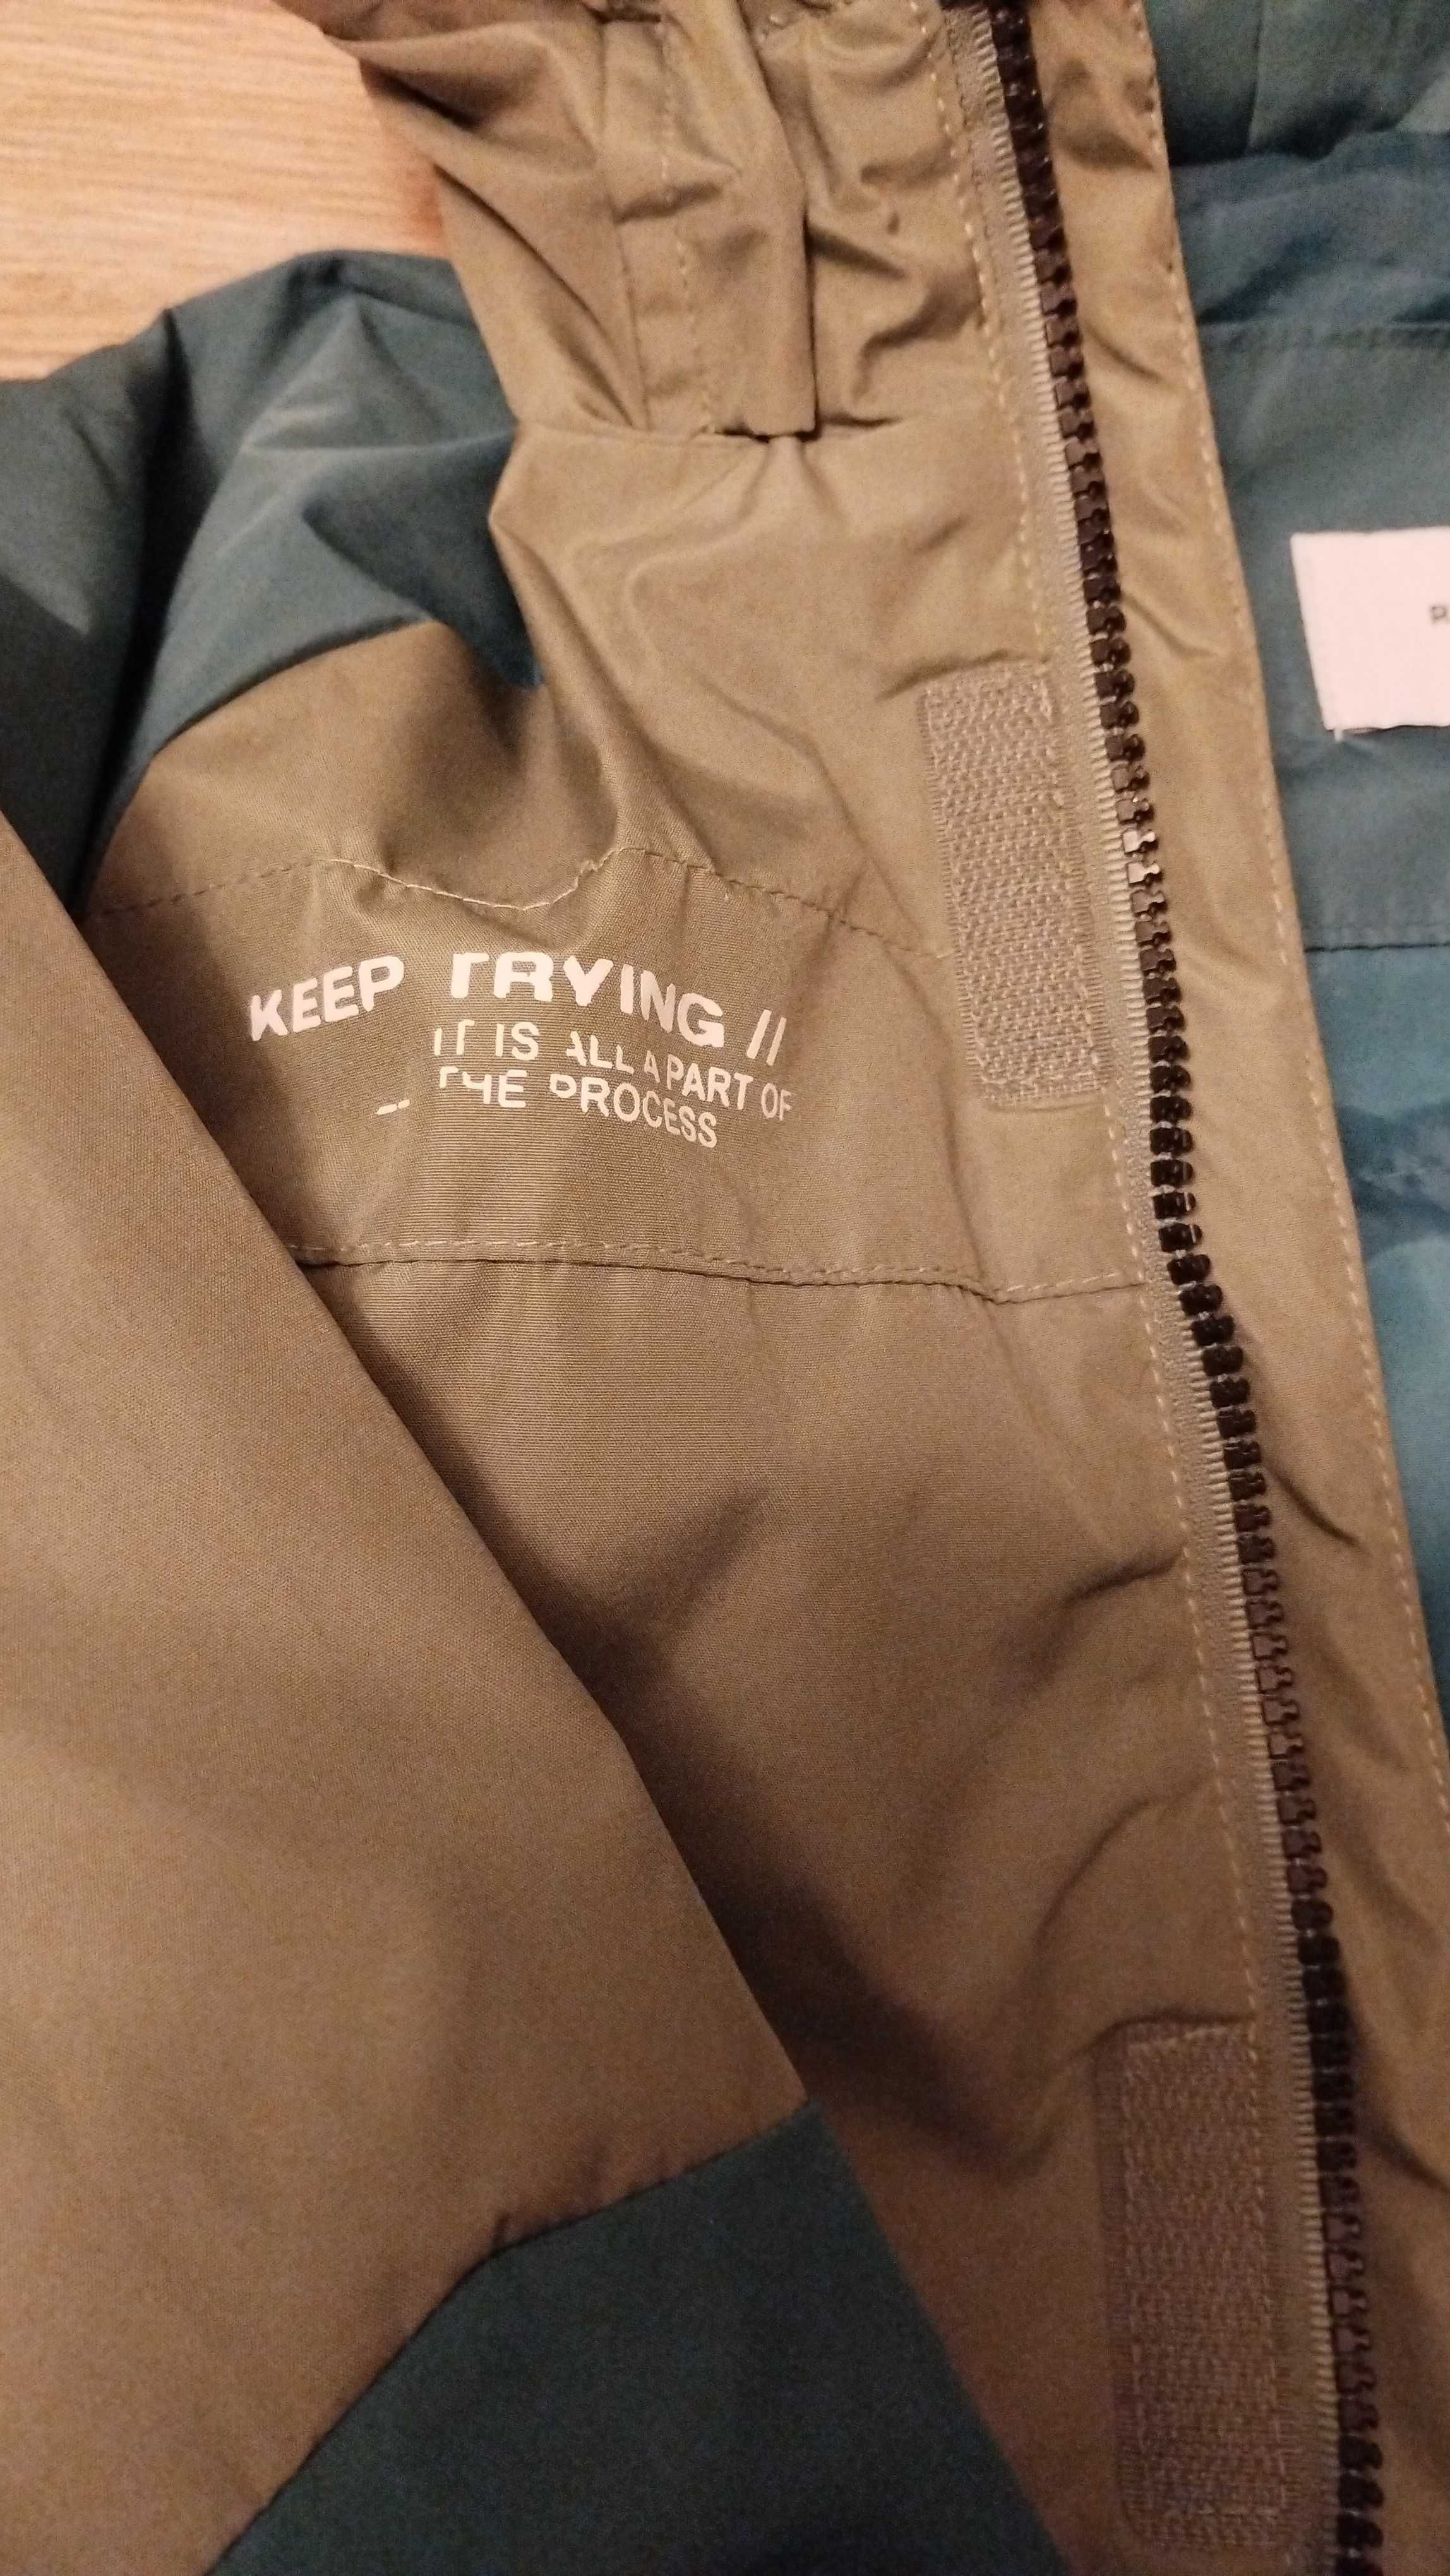 KEEP TRYING //
IT IS ALL A PART OF
-- THE PROCESS